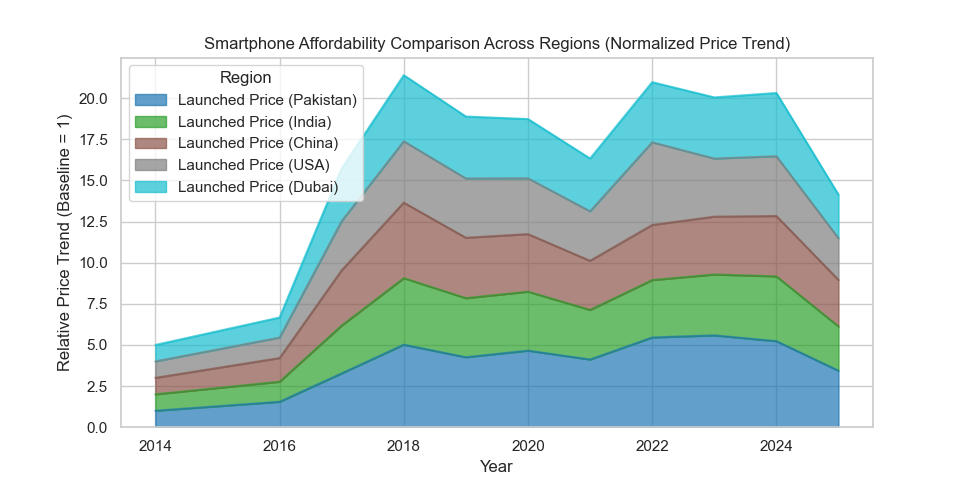 Smartphone Affordability Comparison Across Regions (Normalized Price Trend)
Relative Price Trend (Baseline = 1)
20.0
17.5
15.0
12.5
10.0
7.5
5.0
2.5
0.0
Region
Launched Price (Pakistan)
Launched Price (India)
Launched Price (China)
Launched Price (USA)
Launched Price (Dubai)
2014 2016 2018 2020 2022 2024
Year